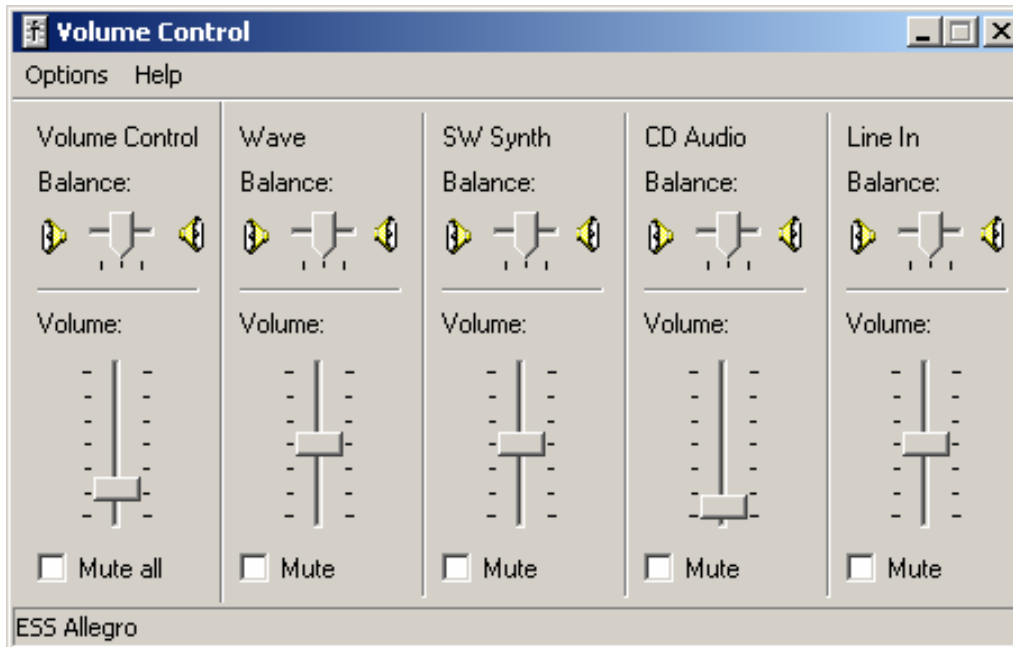 Volume Control
Options Help
Volume Control Wave SW Synth CD Audio Line In
Balance: Balance: Balance: Balance: Balance:
Volume: Volume: Volume: Volume: Volume:
Mute all Mute Mute Mute Mute
ESS Allegro